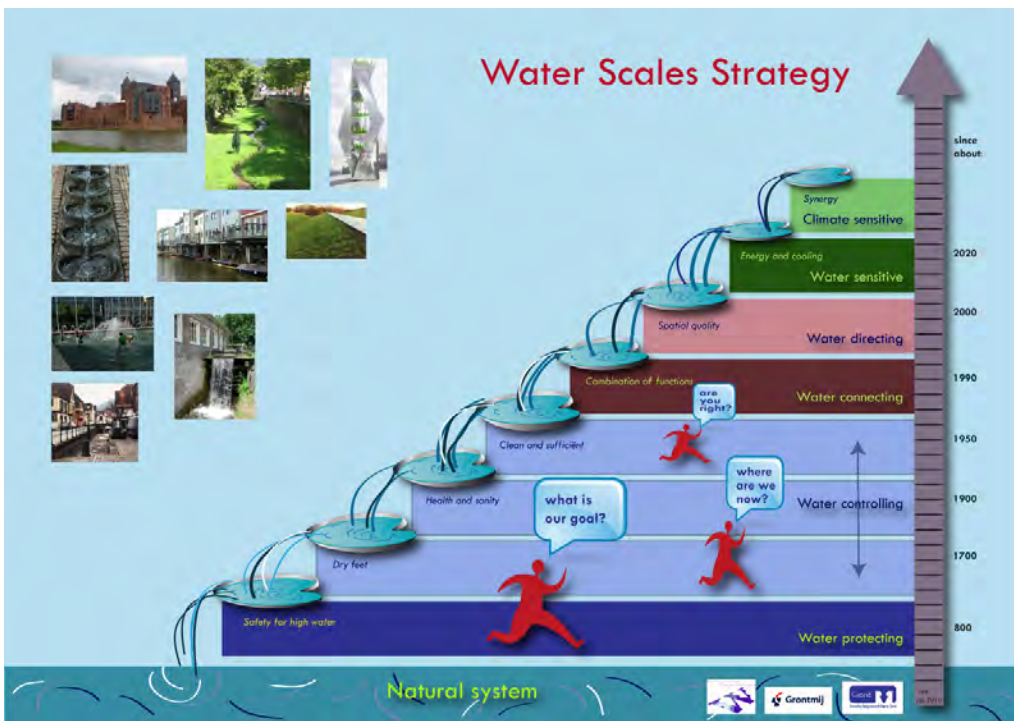 Water Scales Strategy
since
about
Synergy
Climate sensitive
2020
Energy and cooling
Water sensitive
2000
Spatial quality
Water directing
1990
Combination of functions
Water connecting
are
you
right?
1950
Clean and sufficiënt
where
are we
now?
Health and sanity
what is
our goal?
Water controlling
1900
1700
Dry feet
800
Safety for high water
Water protecting
Natural system
Grontmij